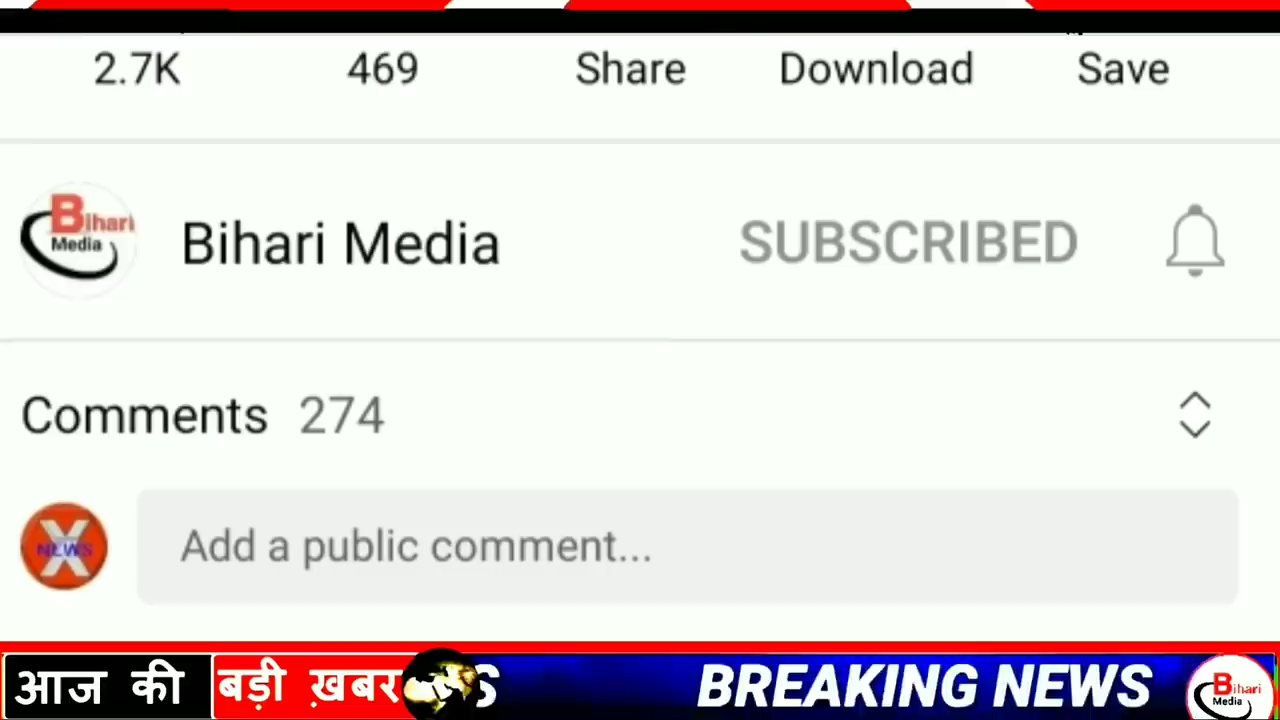 2.7K 469 Share Download Save
Bihari Media
Bihari Media SUBSCRIBED
Comments 274
NEWS X
Add a public comment...
आज की बड़ी ख़बर S BREAKING NEWS
Bihari Media